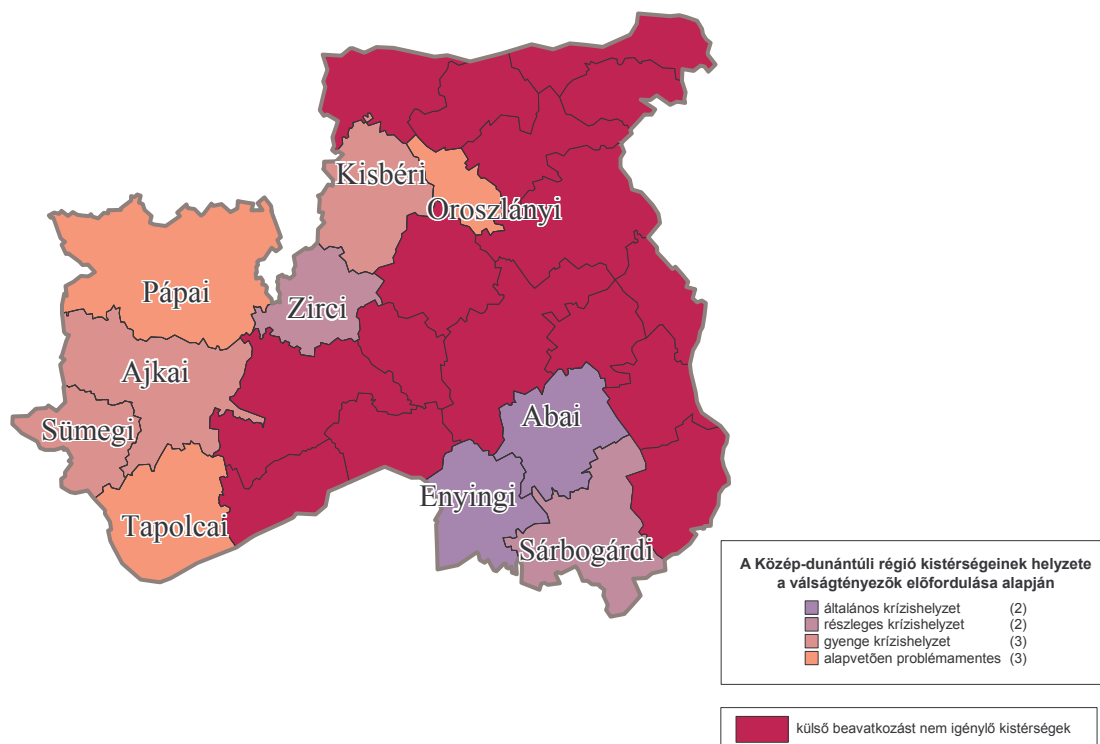 Kisbéri
Oroszlányi
Pápai
Zirci
Ajkai
Sümegi
Abai
Enyingi
Tapolcai
Sárbogárdi
A Közép-dunántúli régió kistérségeinek helyzete
a válságtényezők előfordulása alapján
általános krízishelyzet (2)
részleges krízishelyzet (2)
gyenge krízishelyzet (3)
alapvetően problémamentes (3)
külső beavatkozást nem igénylő kistérségek